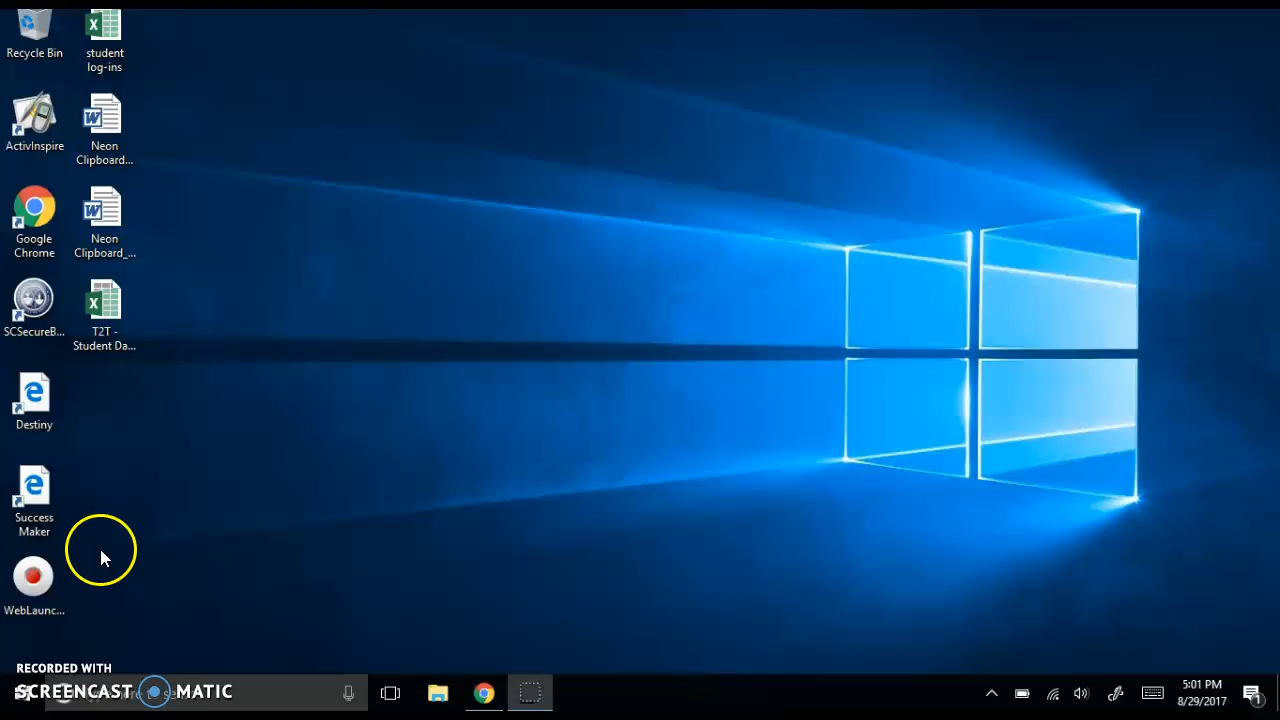 Recycle Bin
student
log-ins
ActivInspire
Neon
Clipboard...
Google
Chrome
Neon
Clipboard_...
SCSecureB...
T2T -
Student Da...
Destiny
Success
Maker
WebLaunc...
RECORDED WITH
SCREENCAST MATIC
5:01 PM
8/29/2017
1